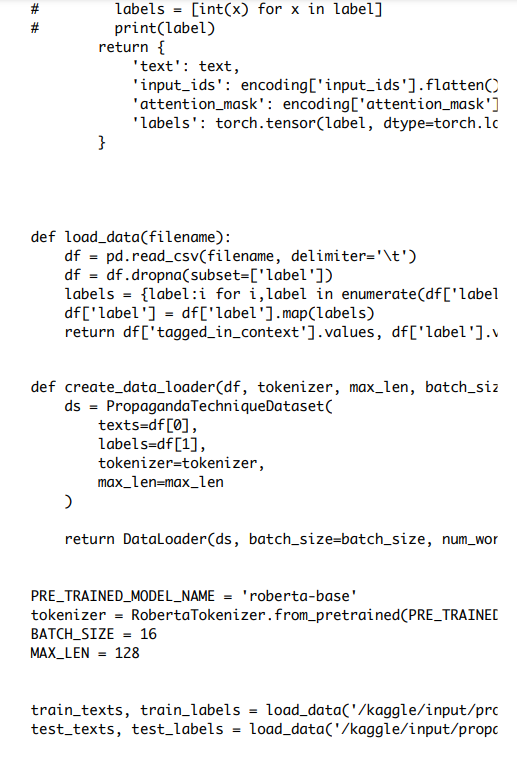 #         labels = [int(x) for x in label]
#         print(label)
        return {
            'text': text,
            'input_ids': encoding['input_ids'].flatten()
            'attention_mask': encoding['attention_mask']
            'labels': torch.tensor(label, dtype=torch.lo
        }
def load_data(filename):
    df = pd.read_csv(filename, delimiter='\t')
    df = df.dropna(subset=['label'])
    labels = {label:i for i,label in enumerate(df['label
    df['label'] = df['label'].map(labels)
    return df['tagged_in_context'].values, df['label'].v
def create_data_loader(df, tokenizer, max_len, batch_siz
    ds = PropagandaTechniqueDataset(
        texts=df[0],
        labels=df[1],
        tokenizer=tokenizer,
        max_len=max_len
    )
    return DataLoader(ds, batch_size=batch_size, num_wor
PRE_TRAINED_MODEL_NAME = 'roberta-base'
tokenizer = RobertaTokenizer.from_pretrained(PRE_TRAINED
BATCH_SIZE = 16
MAX_LEN = 128
train_texts, train_labels = load_data('/kaggle/input/pro
test_texts, test_labels = load_data('/kaggle/input/propa